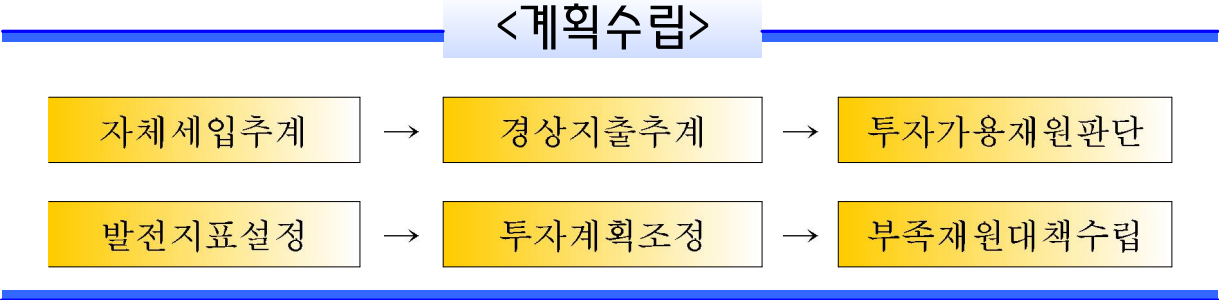 <계획수립>
자체세입추계 → 경상지출추계 → 투자가용재원판단
발전지표설정 → 투자계획조정 → 부족재원대책수립